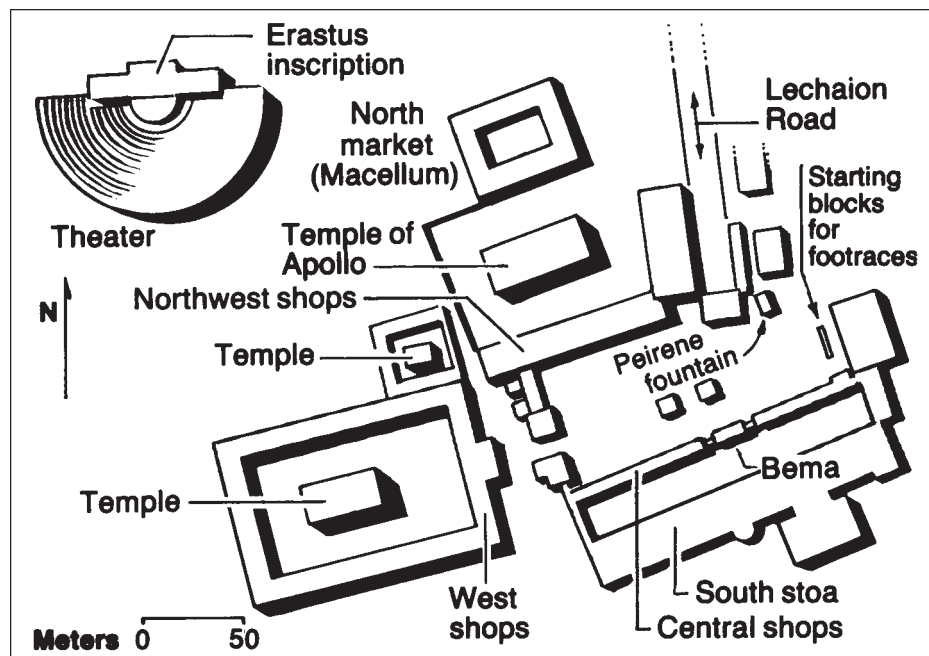 Erastus
inscription
Lechaion
Road
North
market
(Macellum)
Starting
blocks
for
footraces
Theater
Temple of
Apollo
Northwest shops
N
Temple
Peirene
fountain
Bema
Temple
West
shops
South stoa
Central shops
Meters 0 50